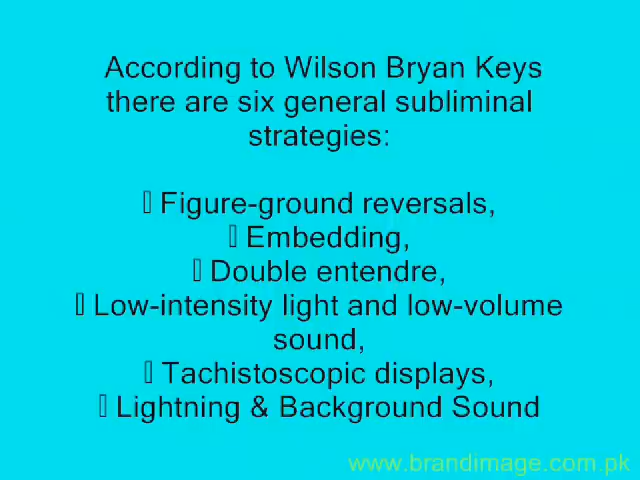 According to Wilson Bryan Keys
there are six general subliminal
strategies:
Figure-ground reversals,
Embedding,
Double entendre,
Low-intensity light and low-volume
sound,
Tachistoscopic displays,
Lightning & Background Sound
www.brandimage.com.pk